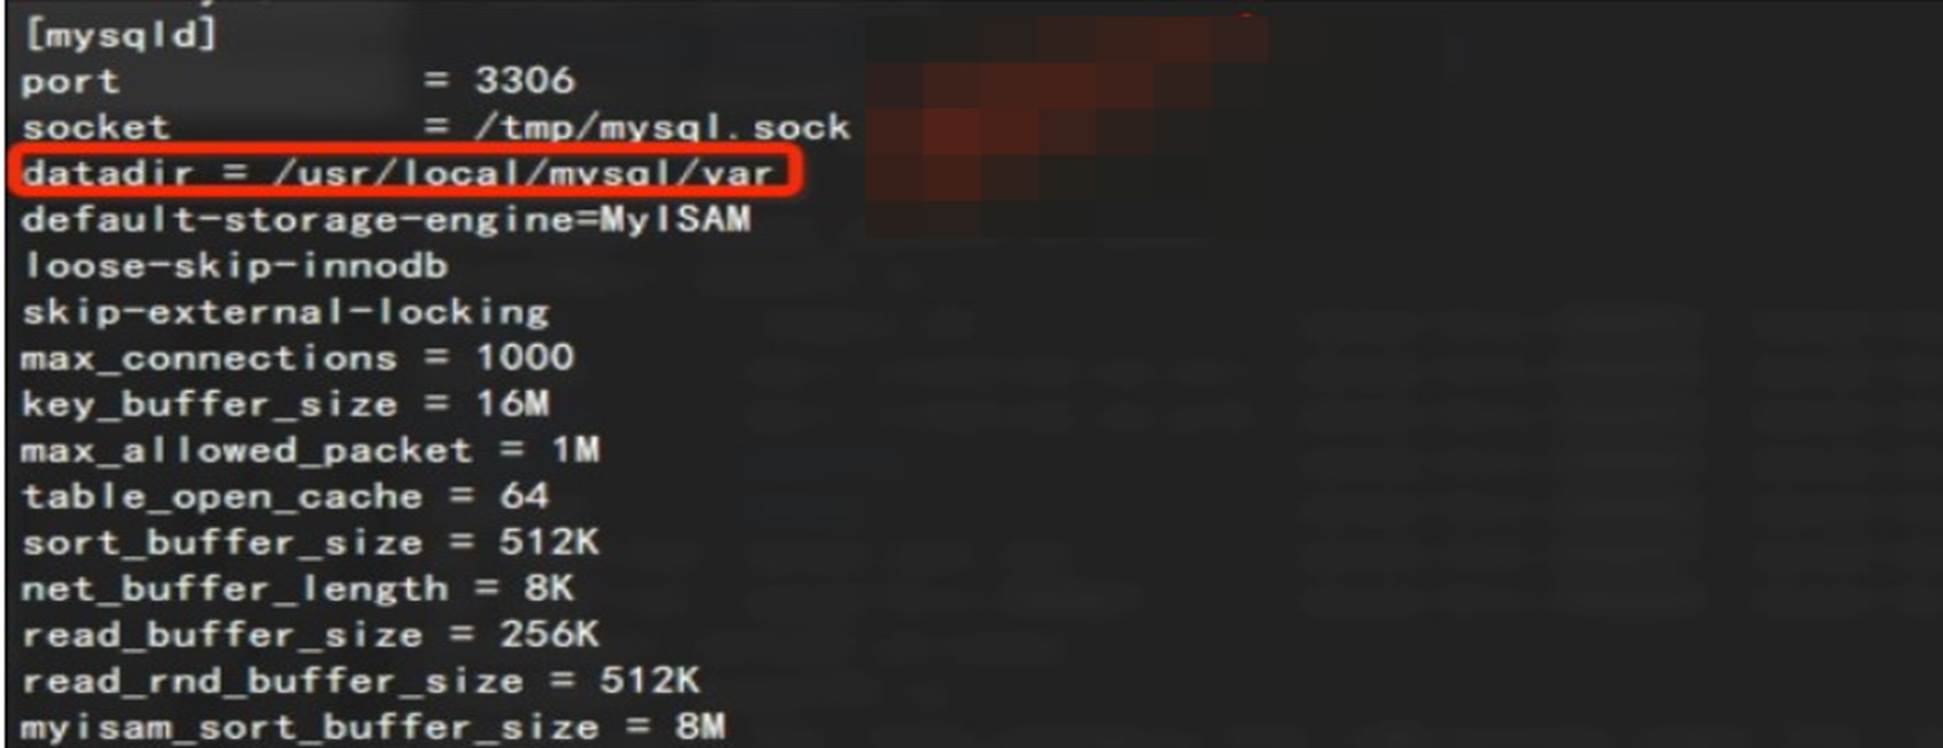 [mysqld]
port = 3306
socket = /tmp/mysql.sock
datadir = /usr/local/mysql/var
default-storage-engine=MyISAM
loose-skip-innodb
skip-external-locking
max_connections = 1000
key_buffer_size = 16M
max_allowed_packet = 1M
table_open_cache = 64
sort_buffer_size = 512K
net_buffer_length = 8K
read_buffer_size = 256K
read_rnd_buffer_size = 512K
myisam_sort_buffer_size = 8M